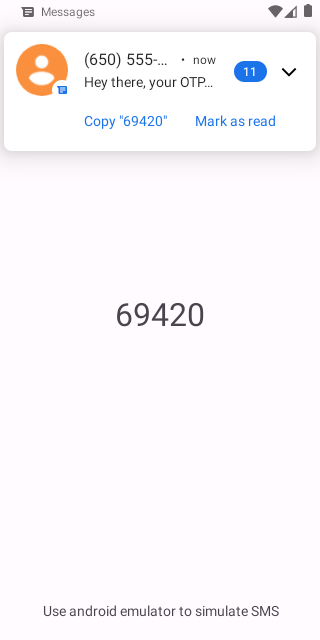 Messages
(650) 555-... • now
Hey there, your OTP...
11
Copy "69420" Mark as read
69420
Use android emulator to simulate SMS